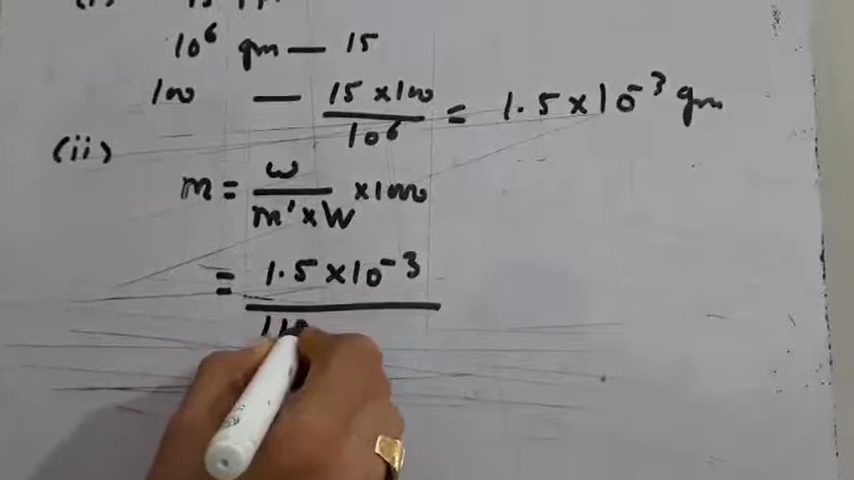 10⁶ gm — 15
100 — 15 x 100 / 10⁶ = 1.5 x 10⁻³ gm
(ii)
m = w / m' x W x 1000
= 1.5 x 10⁻³